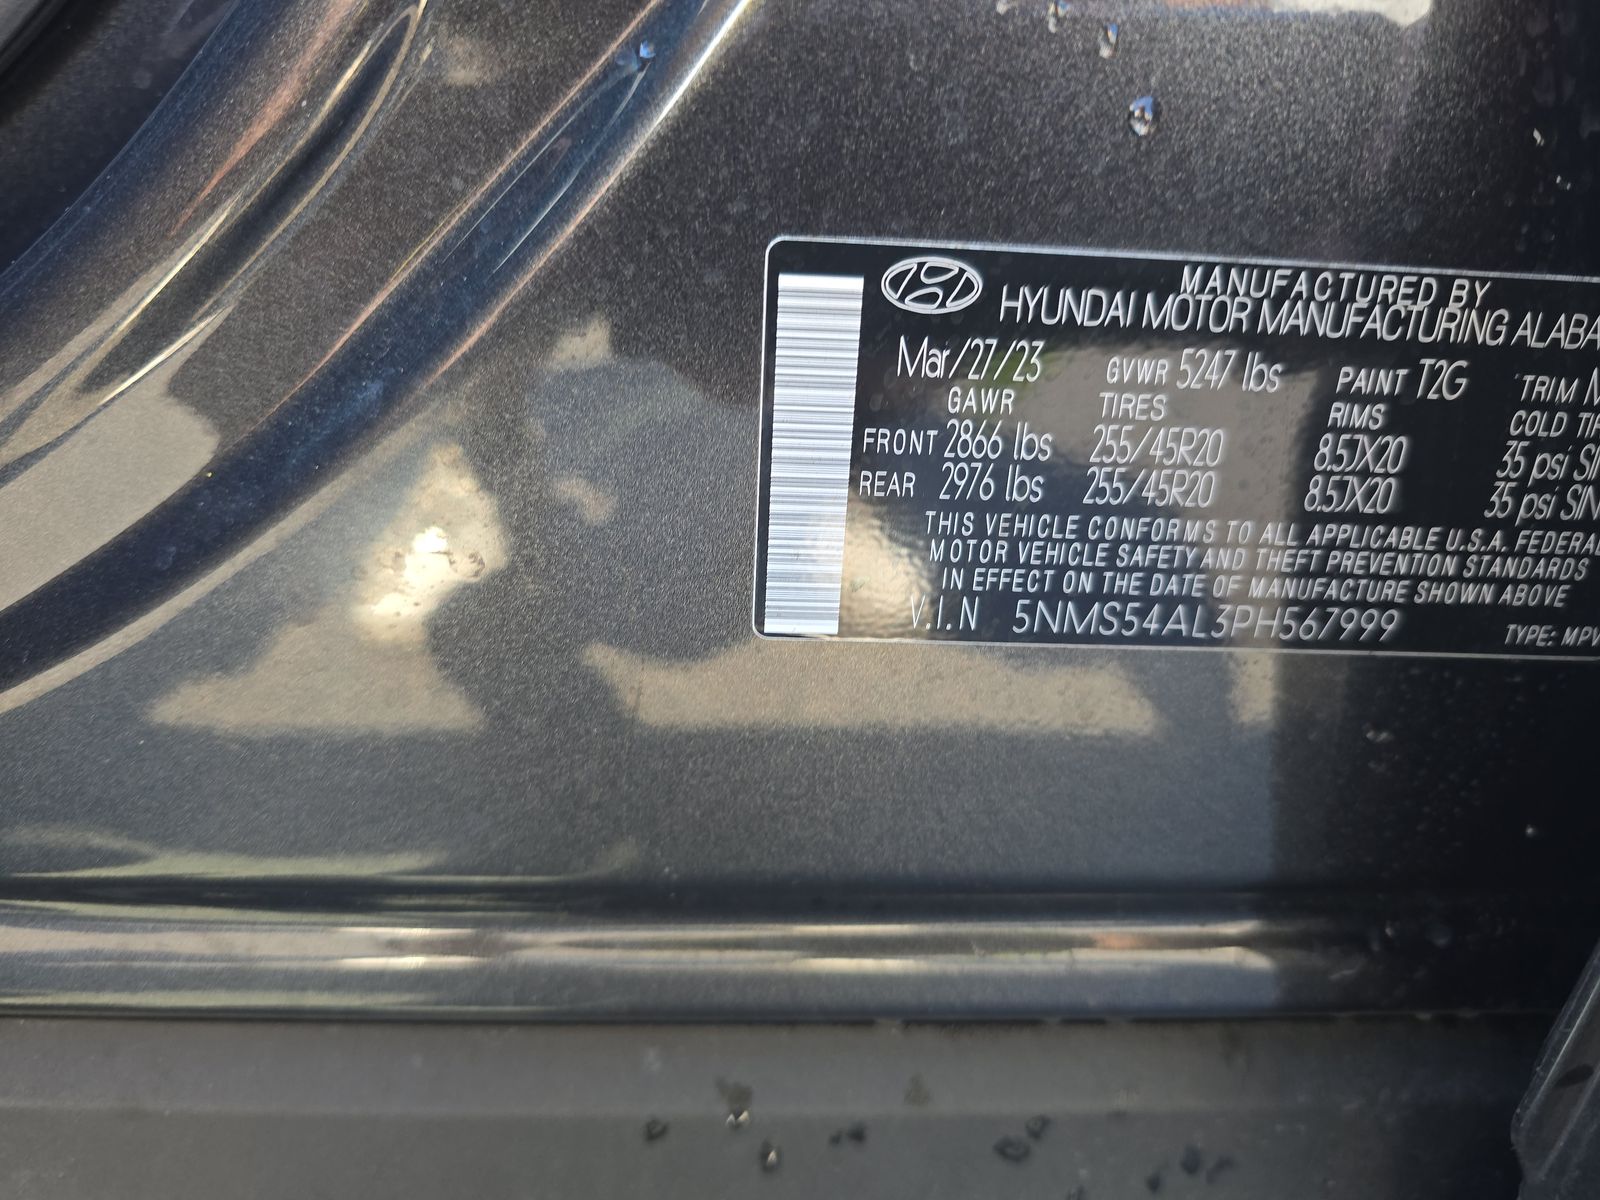 MANUFACTURED BY
HYUNDAI MOTOR MANUFACTURING
Mar/27/23 GVWR 5247 lbs PAINT T2G TRIM
GAWR TIRES RIMS COLD
FRONT 2866 lbs 255/45R20 8.5JX20 35 psi
REAR 2976 lbs 255/45R20 8.5JX20 35 psi
THIS VEHICLE CONFORMS TO ALL APPLICABLE U.S.A. FEDERAL
MOTOR VEHICLE SAFETY AND THEFT PREVENTION STANDARDS
IN EFFECT ON THE DATE OF MANUFACTURE SHOWN ABOVE
V.I.N 5NMS54AL3PH567999 TYPE: MPV